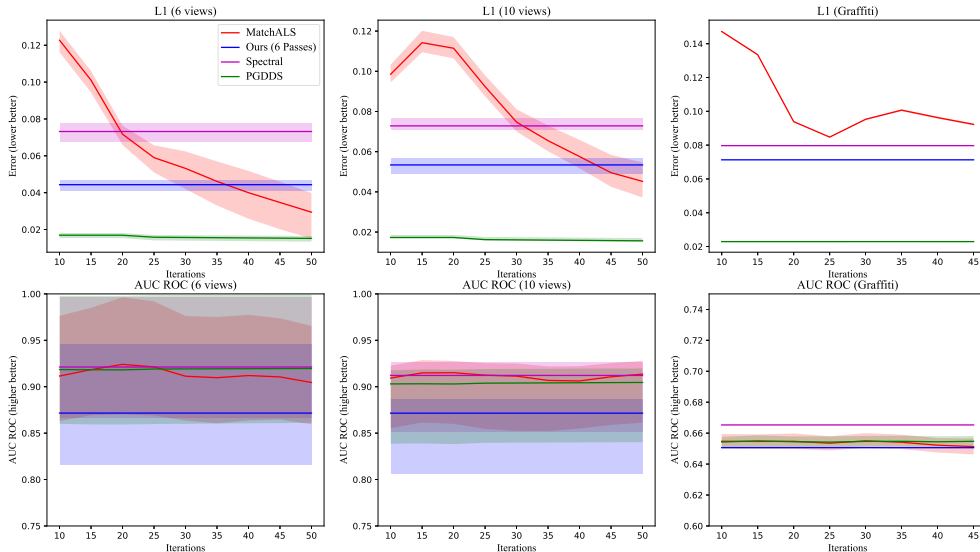 L1 (6 views)
L1 (10 views)
L1 (Graffiti)
Error (lower better)
0.12
0.10
0.08
0.06
0.04
0.02
MatchALS
Ours (6 Passes)
Spectral
PGDDS
10 15 20 25 30 35 40 45 50
Iterations
Error (lower better)
0.12
0.10
0.08
0.06
0.04
0.02
10 15 20 25 30 35 40 45 50
Iterations
Error (lower better)
0.14
0.12
0.10
0.08
0.06
0.04
0.02
10 15 20 25 30 35 40 45
Iterations
AUC ROC (6 views)
AUC ROC (10 views)
AUC ROC (Graffiti)
AUC ROC (higher better)
1.00
0.95
0.90
0.85
0.80
0.75
10 15 20 25 30 35 40 45 50
Iterations
AUC ROC (higher better)
1.00
0.95
0.90
0.85
0.80
0.75
10 15 20 25 30 35 40 45 50
Iterations
AUC ROC (higher better)
0.74
0.72
0.70
0.68
0.66
0.64
0.62
0.60
10 15 20 25 30 35 40 45
Iterations